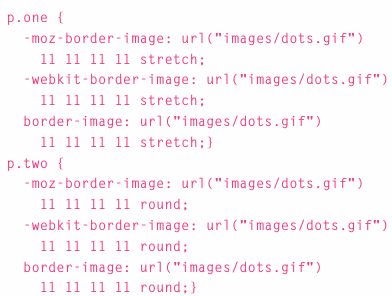 p.one {
-moz-border-image: url("images/dots.gif")
11 11 11 11 stretch;
-webkit-border-image: url("images/dots.gif")
11 11 11 11 stretch;
border-image: url("images/dots.gif")
11 11 11 11 stretch;}
p.two {
-moz-border-image: url("images/dots.gif")
11 11 11 11 round;
-webkit-border-image: url("images/dots.gif")
11 11 11 11 round;
border-image: url("images/dots.gif")
11 11 11 11 round;}